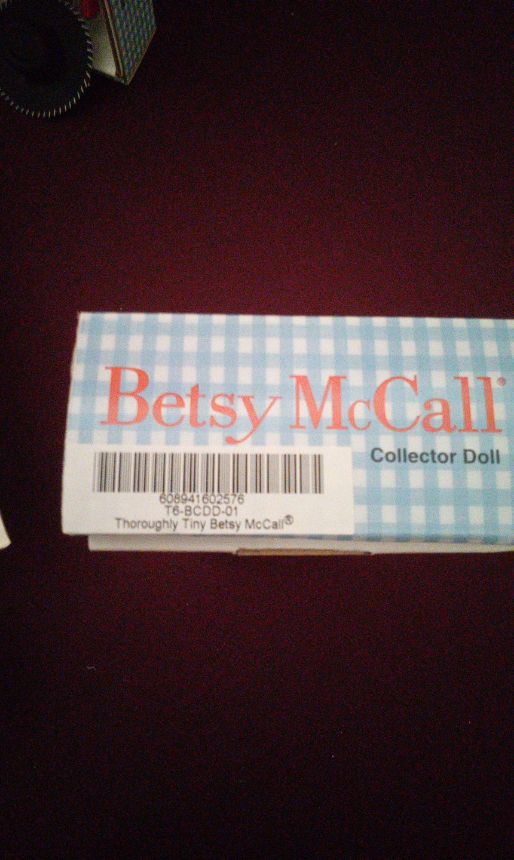 Betsy McCall®
Collector Doll
608941602576
T6-BCDD-01
Thoroughly Tiny Betsy McCall®